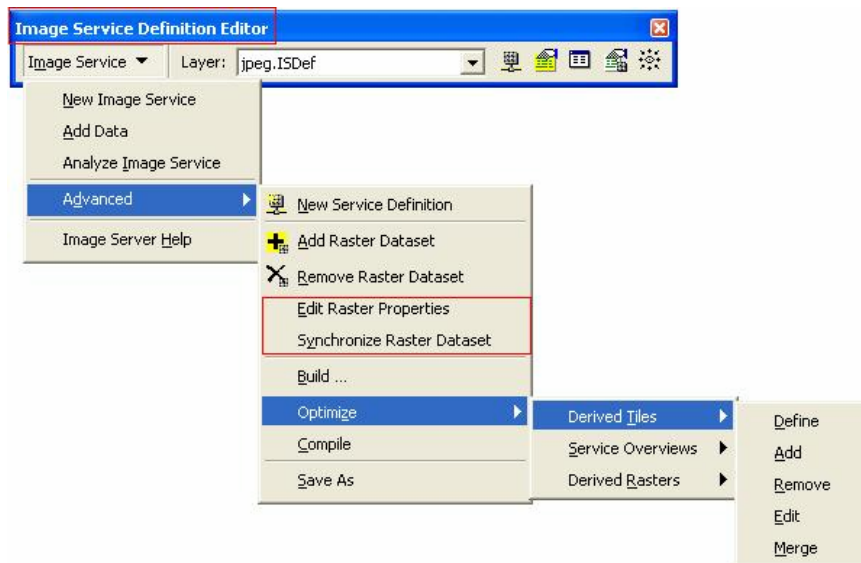 Image Service Definition Editor
Image Service Layer: jpeg.ISDef
New Image Service
Add Data
Analyze Image Service
Advanced
Image Server Help
New Service Definition
Add Raster Dataset
Remove Raster Dataset
Edit Raster Properties
Synchronize Raster Dataset
Build ...
Optimize
Compile
Save As
Derived Tiles
Service Overviews
Derived Rasters
Define
Add
Remove
Edit
Merge